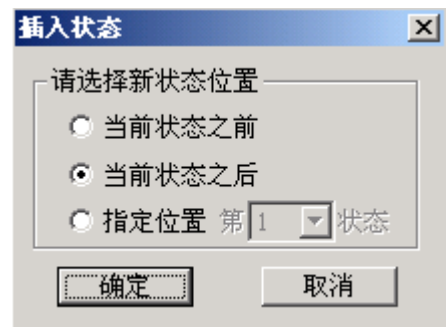 插入状态
请选择新状态位置
当前状态之前
当前状态之后
指定位置 第 1 状态
确定 取消